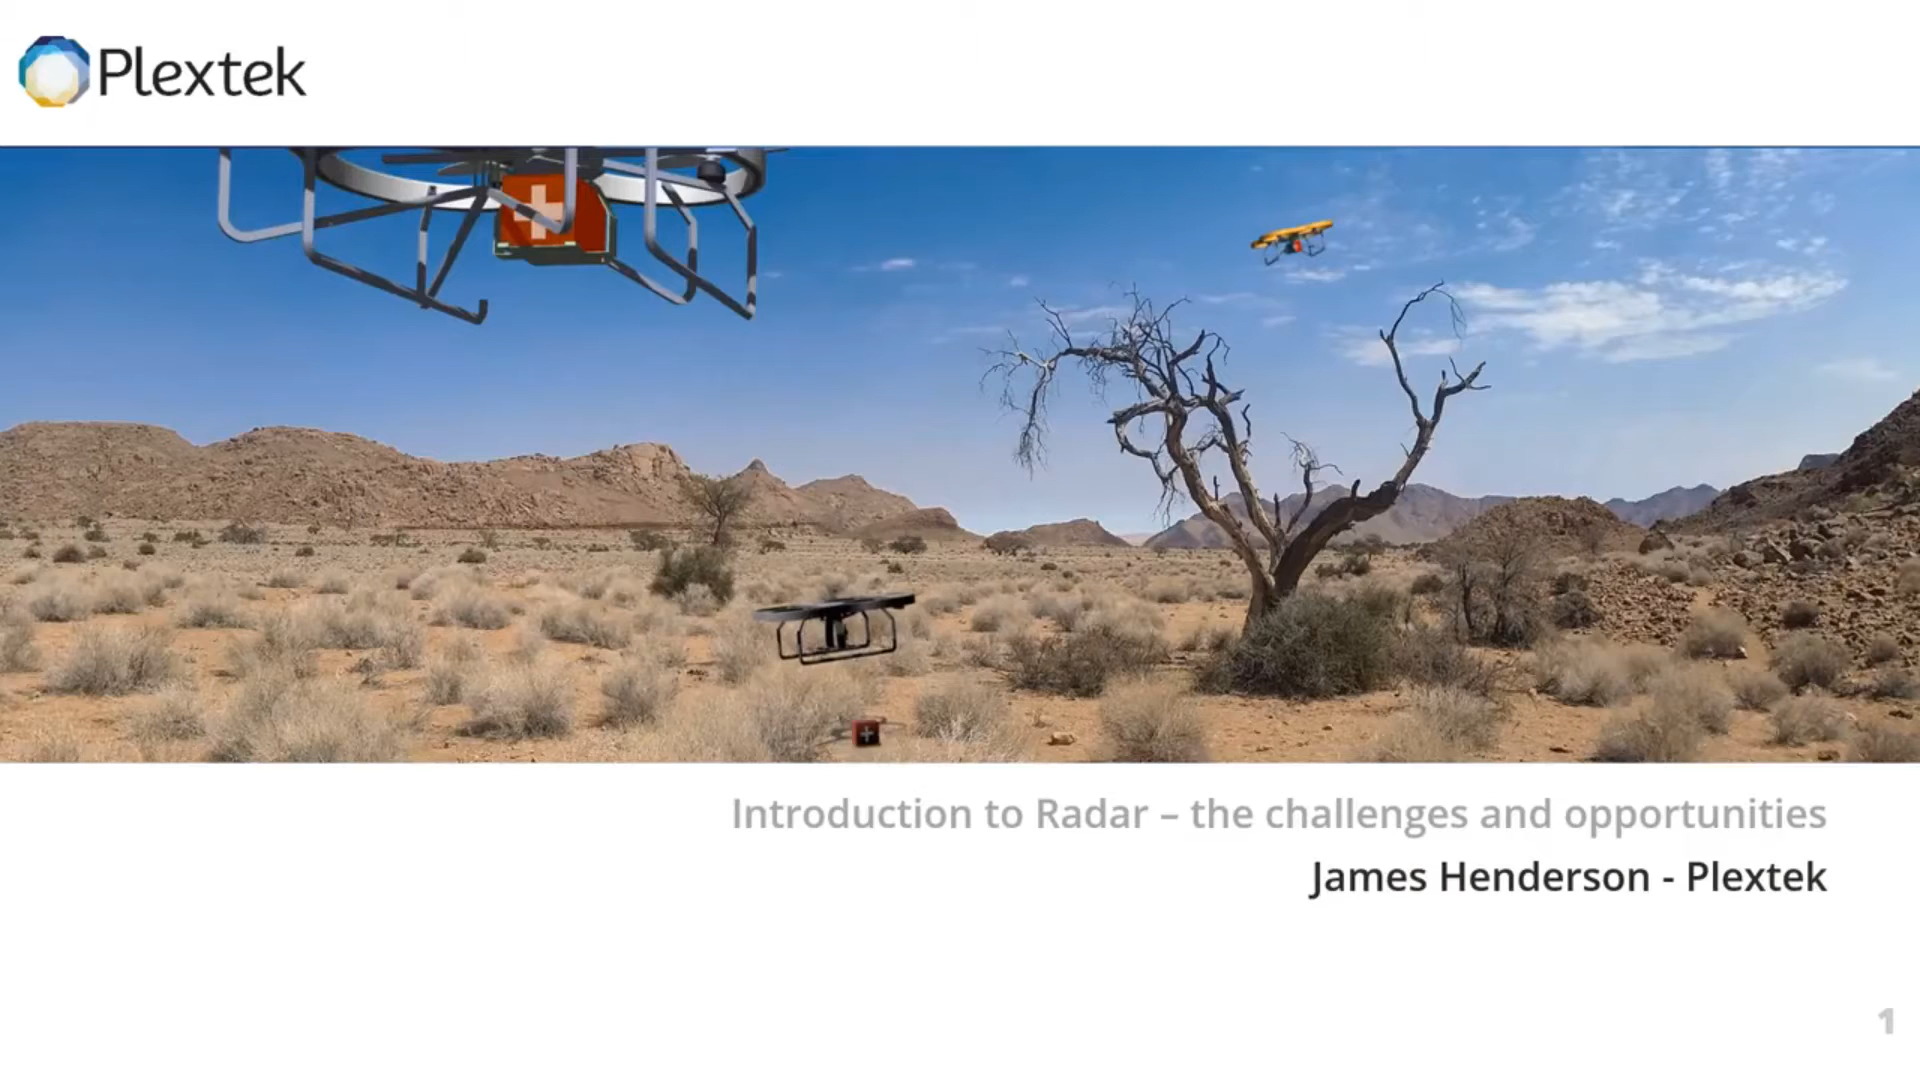 Plextek
Introduction to Radar – the challenges and opportunities
James Henderson - Plextek
1